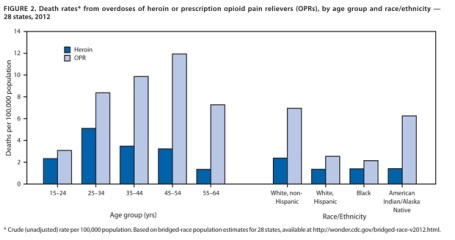 FIGURE 2. Death rates* from overdoses of heroin or prescription opioid pain relievers (OPRs), by age group and race/ethnicity —
28 states, 2012
14
12
10
8
6
4
2
0
Deaths per 100,000 population
Heroin
OPR
15–24
25–34
35–44
45–54
55–64
White, non-
Hispanic
White,
Hispanic
Black
American
Indian/Alaska
Native
Age group (yrs)
Race/Ethnicity
* Crude (unadjusted) rate per 100,000 population. Based on bridged-race population estimates for 28 states, available at http://wonder.cdc.gov/bridged-race-v2012.html.